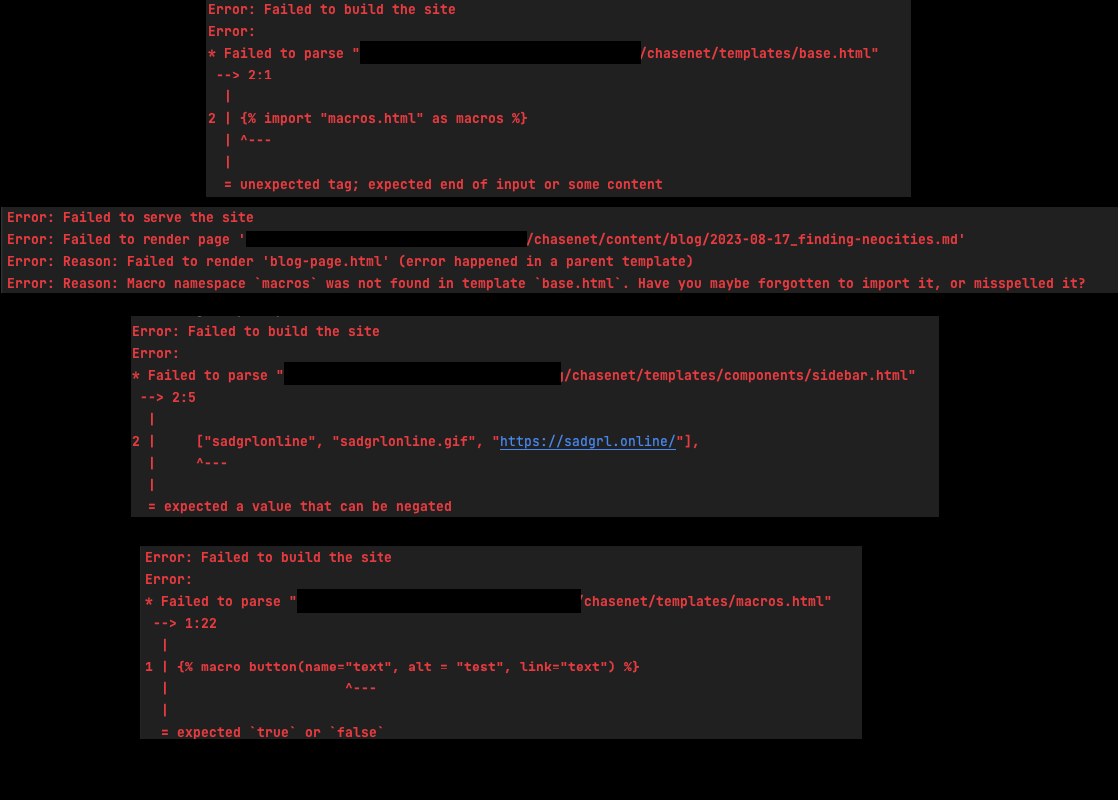 Error: Failed to build the site
Error:
* Failed to parse "/chasenet/templates/base.html"
 --> 2:1
  |
2 | {% import "macros.html" as macros %}
  | ^---
  |
  = unexpected tag; expected end of input or some content
Error: Failed to serve the site
Error: Failed to render page '/chasenet/content/blog/2023-08-17_finding-neocities.md'
Error: Reason: Failed to render 'blog-page.html' (error happened in a parent template)
Error: Reason: Macro namespace `macros` was not found in template `base.html`. Have you maybe forgotten to import it, or misspelled it?
Error: Failed to build the site
Error:
* Failed to parse "/chasenet/templates/components/sidebar.html"
 --> 2:5
  |
2 |     ["sadgrlonline", "sadgrlonline.gif", "https://sadgrl.online/"],
  |     ^---
  |
  = expected a value that can be negated
Error: Failed to build the site
Error:
* Failed to parse "/chasenet/templates/macros.html"
 --> 1:22
  |
1 | {% macro button(name="text", alt = "test", link="text") %}
  |                      ^---
  |
  = expected `true` or `false`